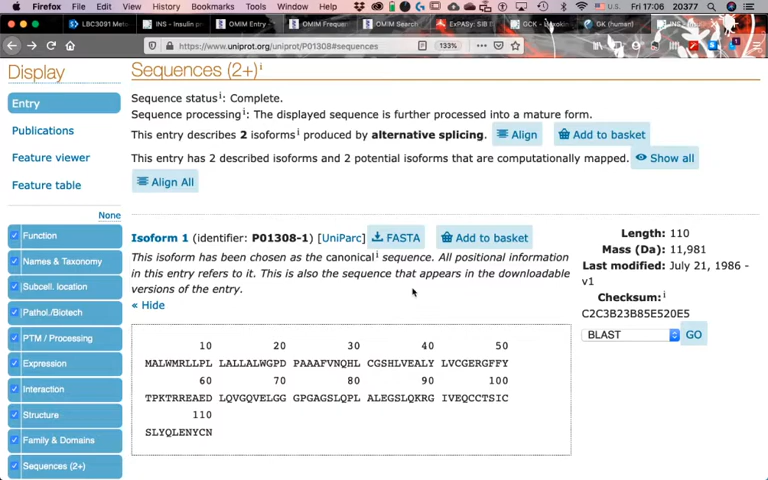 Firefox File Edit View History Bookmarks Tools Window Help Fri 17:06 20377
LBC3091 Met
INS - Insulin p
OMIM Entry -
OMIM Frequen
OMIM Search
ExPASy: SIB
GK (human)
https://www.uniprot.org/uniprot/P01308#sequences
133%
Display
Entry
Publications
Feature viewer
Feature table
None
Function
Names & Taxonomy
Subcell. location
Pathol./Biotech
PTM / Processing
Expression
Interaction
Structure
Family & Domains
Sequences (2+)
Sequences (2+) i
Sequence status i: Complete.
Sequence processing i: The displayed sequence is further processed into a mature form.
This entry describes 2 isoforms i produced by alternative splicing. Align Add to basket
This entry has 2 described isoforms and 2 potential isoforms that are computationally mapped. Show all
Align All
Isoform 1 (identifier: P01308-1) [UniParc] FASTA Add to basket
This isoform has been chosen as the canonical i sequence. All positional information
in this entry refers to it. This is also the sequence that appears in the downloadable
versions of the entry.
« Hide
10 20 30 40 50
MALWMRLLPL LALLALWGPD PAAAFVNQHL CGSHLVEALY LVCGERGFFY
60 70 80 90 100
TPKTRREAED LQVGQVELGG GPGAGSLQPL ALEGSLQKRG IVEQCCTSIC
110
SLYQLENYCN
Length: 110
Mass (Da): 11,981
Last modified: July 21, 1986 -
v1
Checksum: i
C2C3B23B85E520E5
BLAST GO